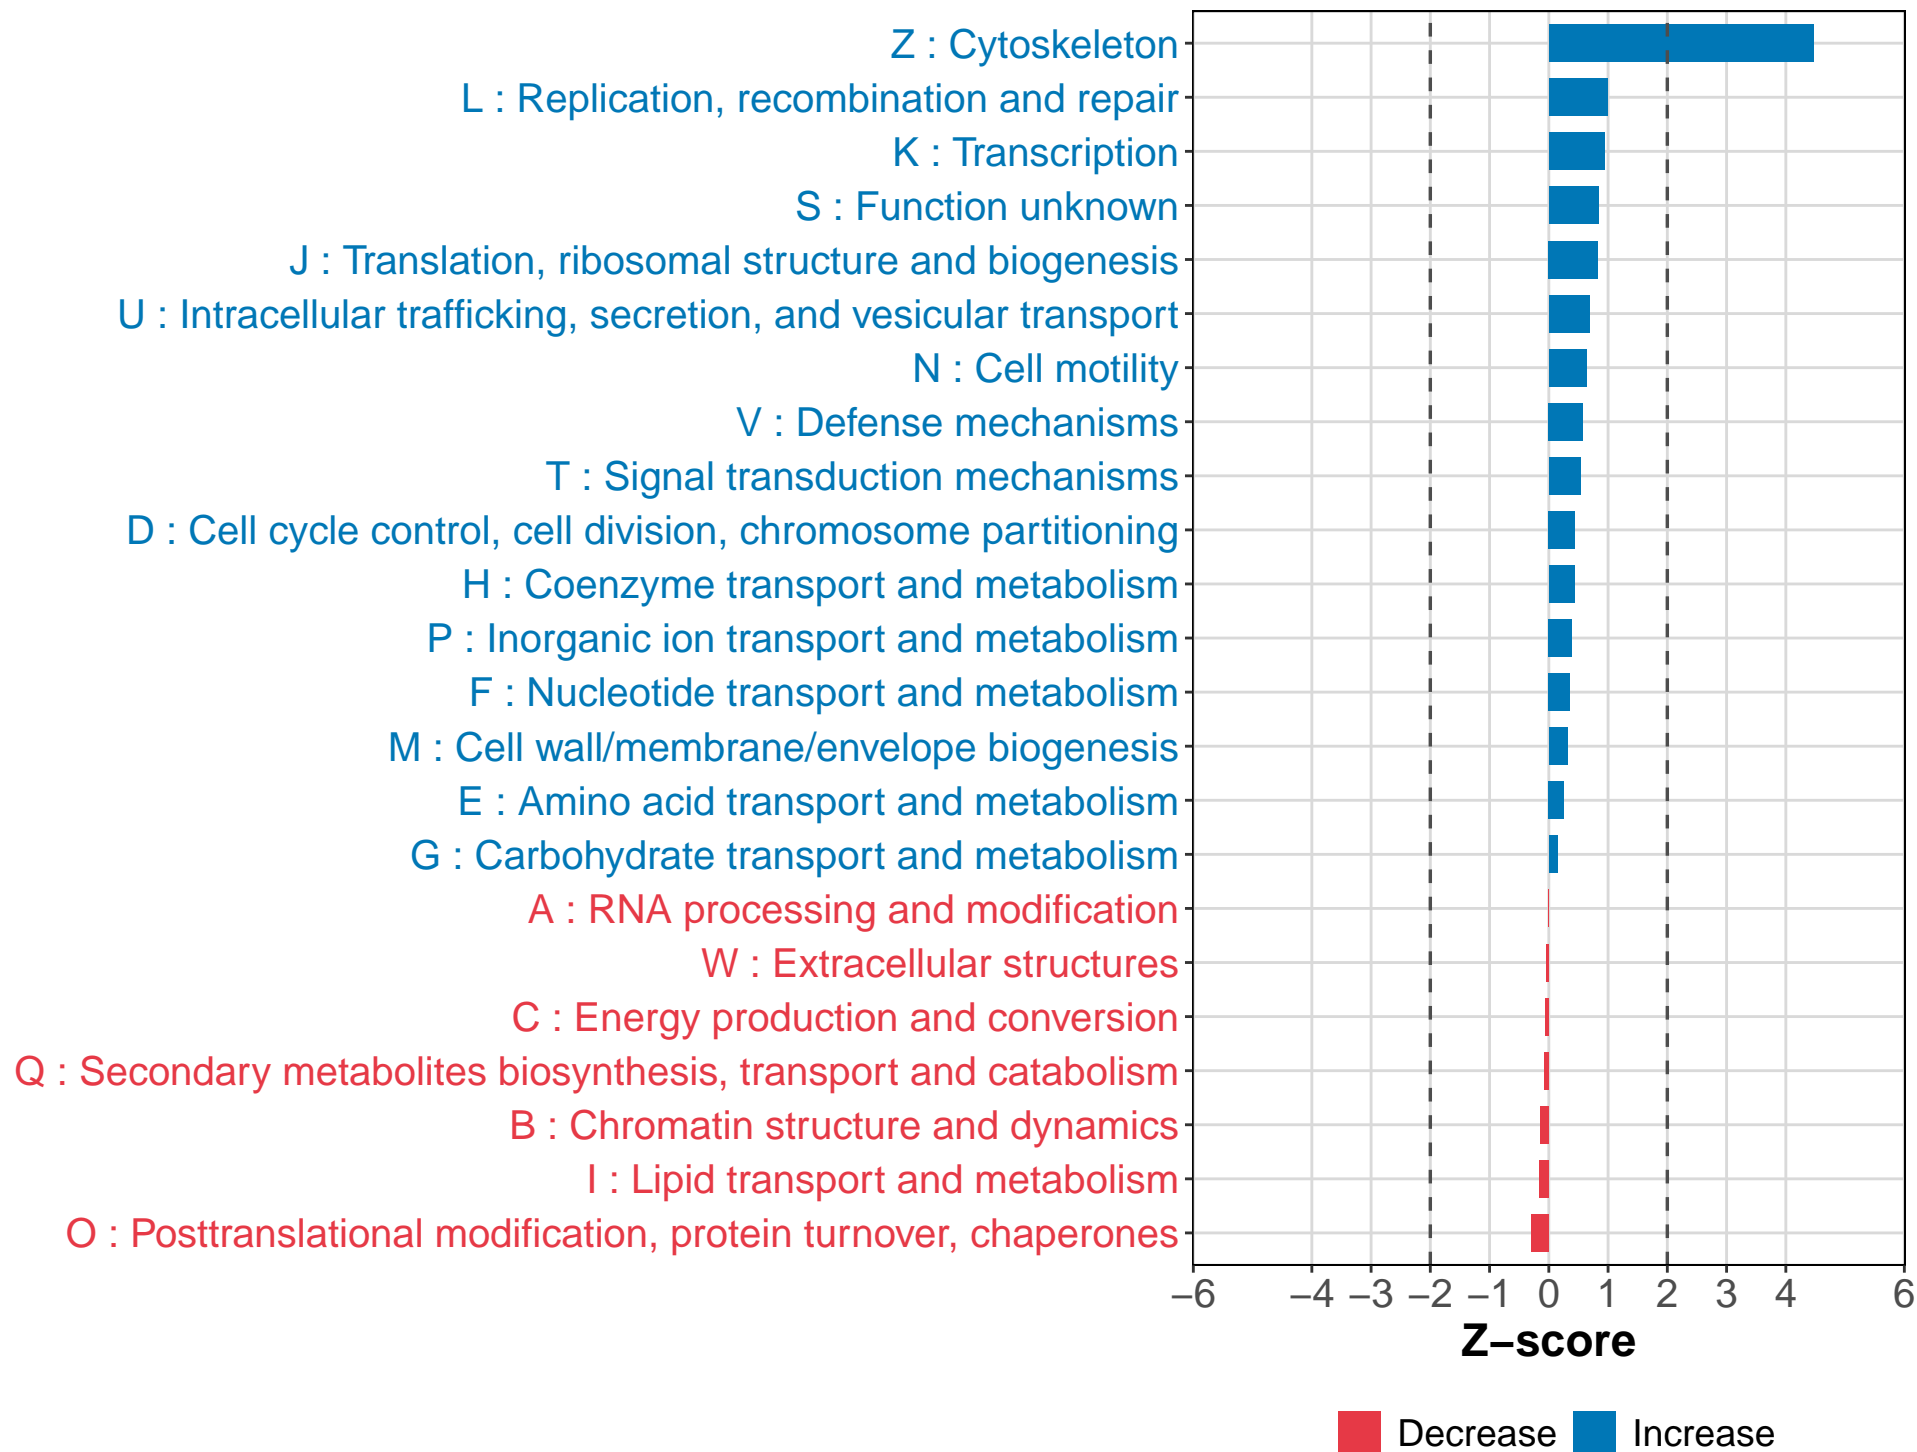 Z : Cytoskeleton
L : Replication, recombination and repair
K : Transcription
S : Function unknown
J : Translation, ribosomal structure and biogenesis
U : Intracellular trafficking, secretion, and vesicular transport
N : Cell motility
V : Defense mechanisms
T : Signal transduction mechanisms
D : Cell cycle control, cell division, chromosome partitioning
H : Coenzyme transport and metabolism
P : Inorganic ion transport and metabolism
F : Nucleotide transport and metabolism
M : Cell wall/membrane/envelope biogenesis
E : Amino acid transport and metabolism
G : Carbohydrate transport and metabolism
A : RNA processing and modification
W : Extracellular structures
C : Energy production and conversion
Q : Secondary metabolites biosynthesis, transport and catabolism
B : Chromatin structure and dynamics
I : Lipid transport and metabolism
O : Posttranslational modification, protein turnover, chaperones
−6 −4 −3 −2 −1 0 1 2 3 4 6
Z−score
Decrease Increase